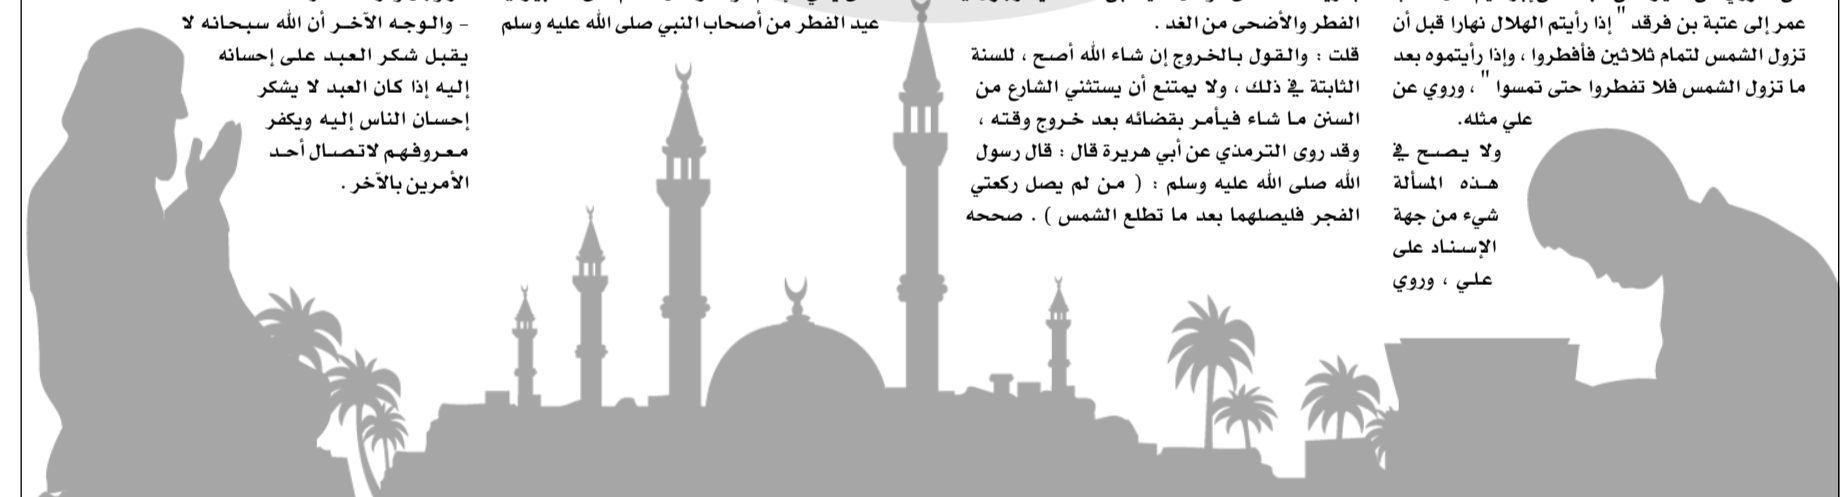 عمر إلى عتبة بن فرقد " إذا رأيتم الهلال نهارا قبل أن
تزول الشمس لتمام ثلاثين فأفطروا ، وإذا رأيتموه بعد
ما تزول الشمس فلا تفطروا حتى تمسوا " ، وروي عن
علي مثله.
ولا يصح في
هذه المسألة
شيء من جهة
الإسناد على
علي ، وروي
الفطر والأضحى من الغد .
قلت : والقول بالخروج إن شاء الله أصح ، للسنة
الثابتة في ذلك ، ولا يمتنع أن يستثني الشارع من
السنن ما شاء فيأمر بقضائه بعد خروج وقته ،
وقد روى الترمذي عن أبي هريرة قال : قال رسول
الله صلى الله عليه وسلم : ( من لم يصل ركعتي
الفجر فليصلهما بعد ما تطلع الشمس ) . صححه
عيد الفطر من أصحاب النبي صلى الله عليه وسلم
- والوجه الآخر أن الله سبحانه لا
يقبل شكر العبد على إحسانه
إليه إذا كان العبد لا يشكر
إحسان الناس إليه ويكفر
معروفهم لاتصال أحد
الأمرين بالآخر .